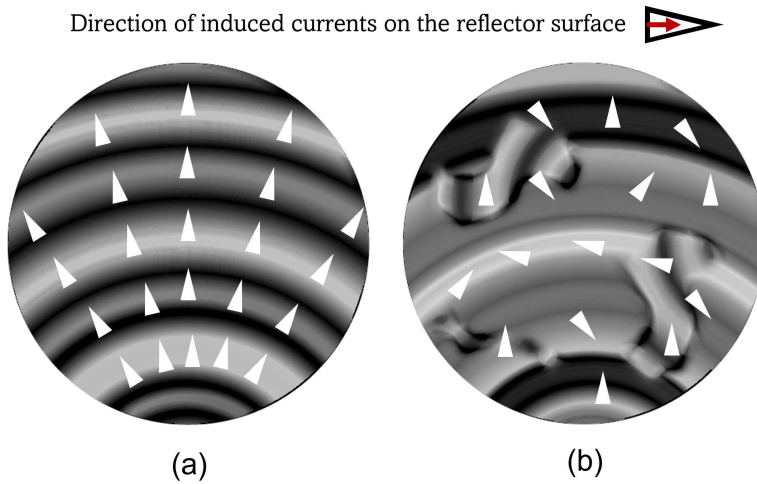 Direction of induced currents on the reflector surface
(a)
(b)